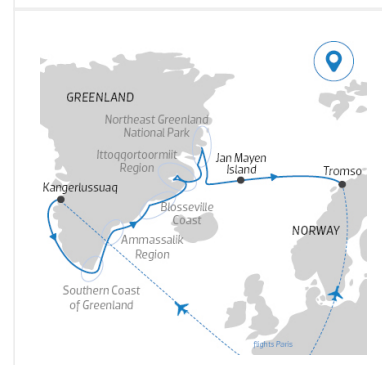 GREENLAND
Northeast Greenland
National Park
Ittoqqortoormiit
Region
Jan Mayen
Island
Tromso
Kangerlussuaq
Blosseville
Coast
NORWAY
Ammassalik
Region
Southern Coast
of Greenland
flights Paris